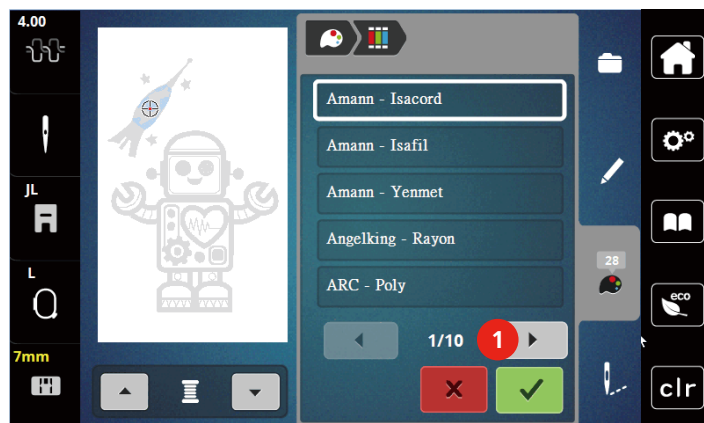 4.00
JL
L
7mm
Amann - Isacord
Amann - Isafil
Amann - Yenmet
Angelking - Rayon
ARC - Poly
1/10
1
28
eco
clr